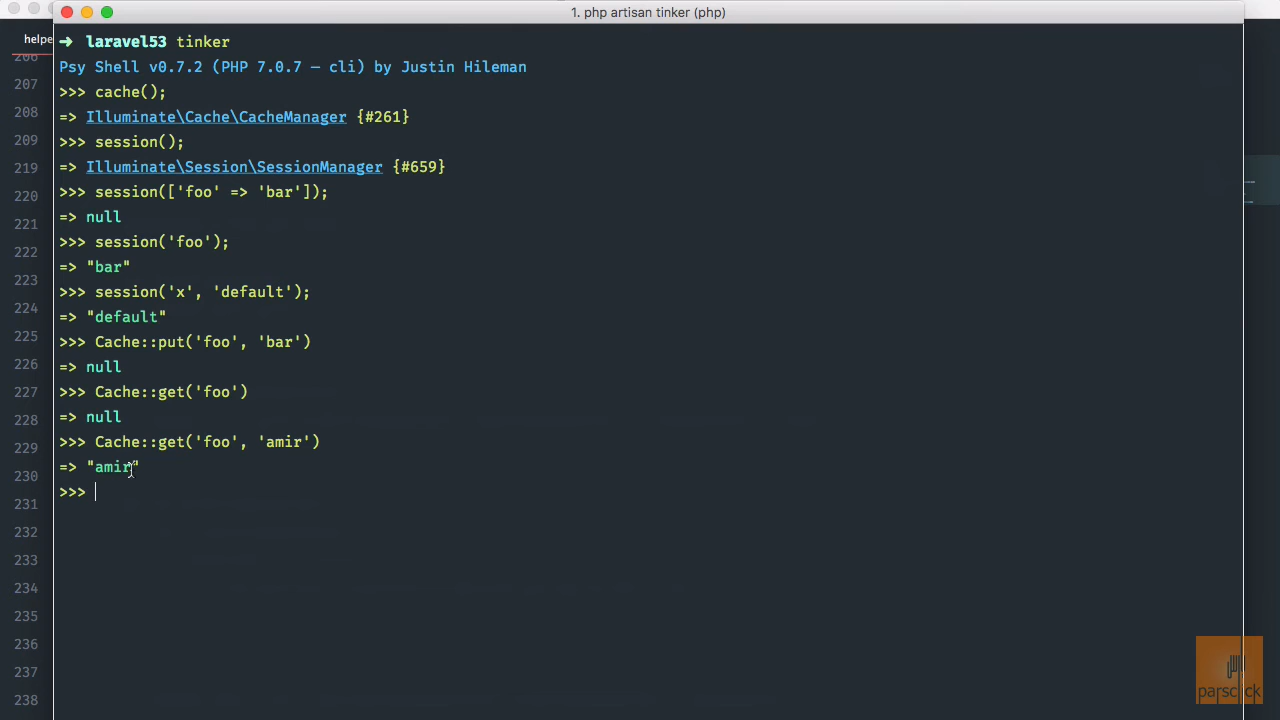 1. php artisan tinker (php)
helpe
➜ laravel53 tinker
Psy Shell v0.7.2 (PHP 7.0.7 — cli) by Justin Hileman
>>> cache();
=> Illuminate\Cache\CacheManager {#261}
>>> session();
=> Illuminate\Session\SessionManager {#659}
>>> session(['foo' => 'bar']);
=> null
>>> session('foo');
=> "bar"
>>> session('x', 'default');
=> "default"
>>> Cache::put('foo', 'bar')
=> null
>>> Cache::get('foo')
=> null
>>> Cache::get('foo', 'amir')
=> "amir"
>>>
206
207
208
209
219
220
221
222
223
224
225
226
227
228
229
230
231
232
233
234
235
236
237
238
parsclick